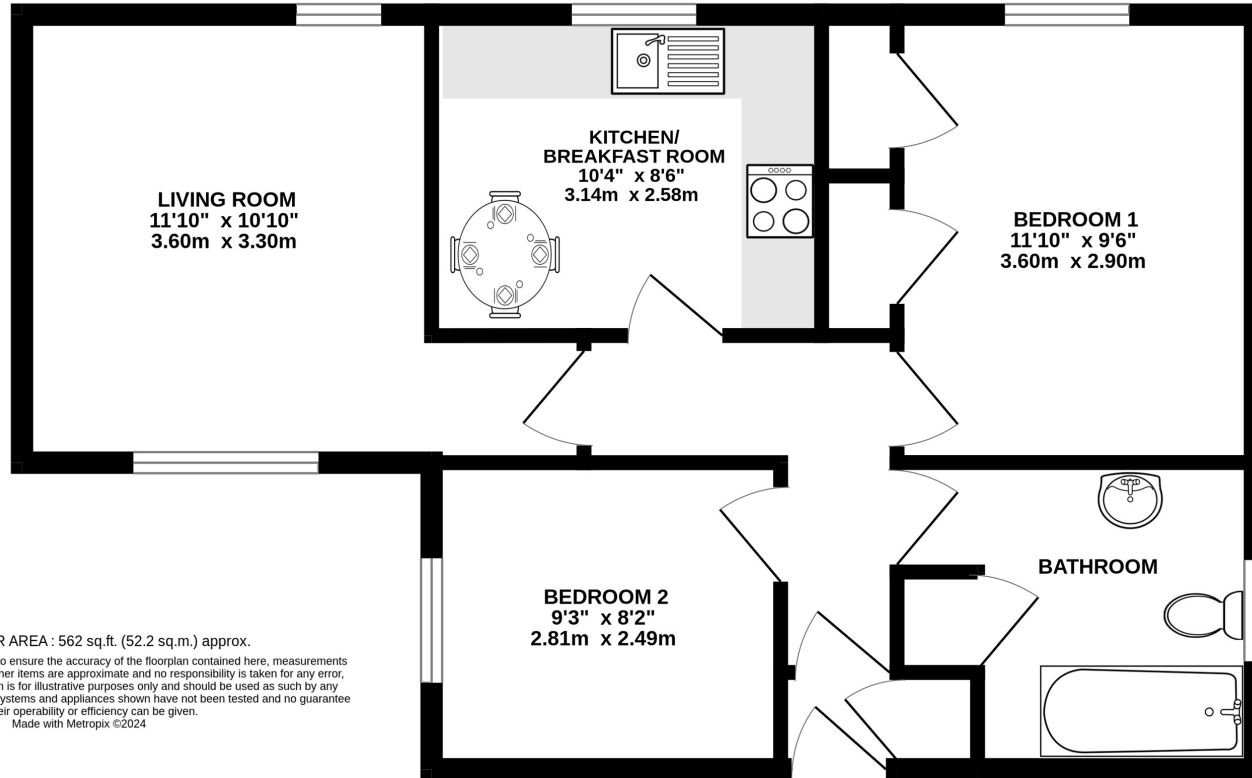 LIVING ROOM
11'10" x 10'10"
3.60m x 3.30m
KITCHEN/
BREAKFAST ROOM
10'4" x 8'6"
3.14m x 2.58m
BEDROOM 1
11'10" x 9'6"
3.60m x 2.90m
BEDROOM 2
9'3" x 8'2"
2.81m x 2.49m
BATHROOM
AREA : 562 sq.ft. (52.2 sq.m.) approx.
to ensure the accuracy of the floorplan contained here, measurements
items are approximate and no responsibility is taken for any error,
is for illustrative purposes only and should be used as such by any
systems and appliances shown have not been tested and no guarantee
operability or efficiency can be given.
Made with Metropix ©2024